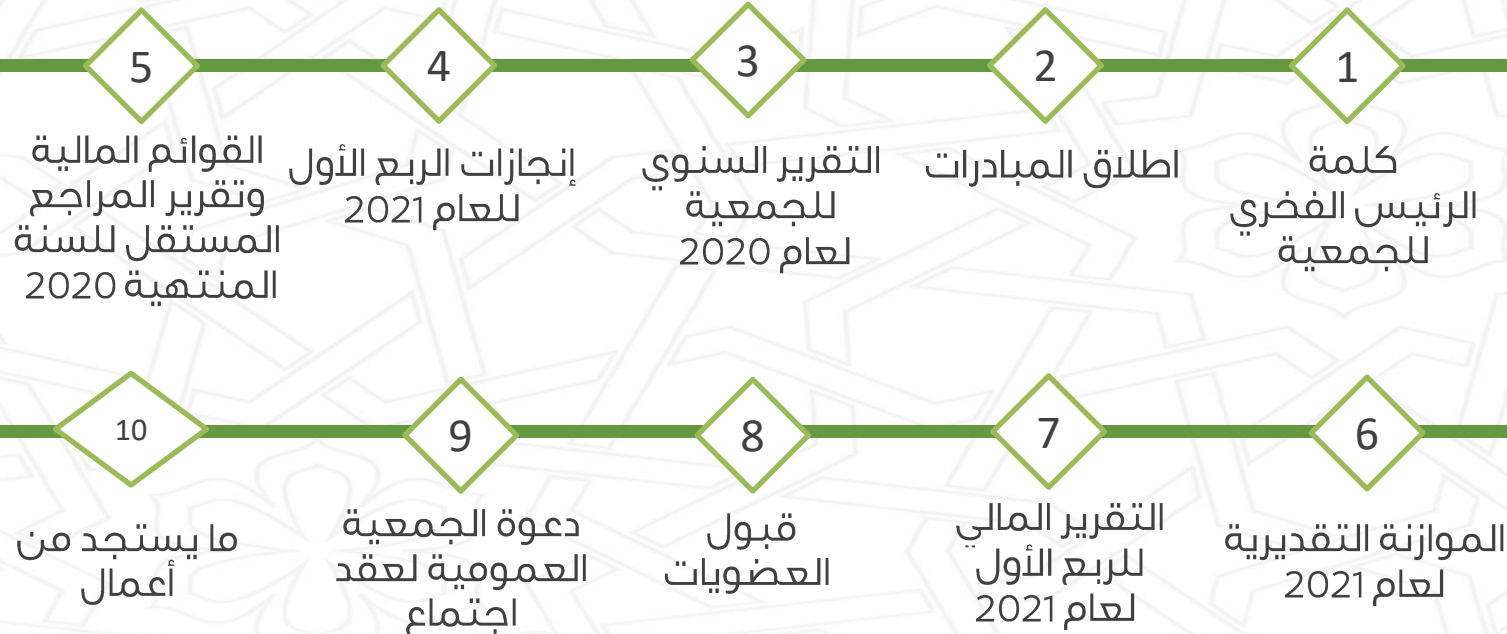 1
كلمة
الرئيس الفخري
للجمعية
2
اطلاق المبادرات
3
التقرير السنوي
للجمعية
لعام 2020
4
إنجازات الربع الأول
للعام 2021
5
القوائم المالية
وتقرير المراجع
المستقل للسنة
المنتهية 2020
6
الموازنة التقديرية
لعام 2021
7
التقرير المالي
للربع الأول
لعام 2021
8
قبول
العضويات
9
دعوة الجمعية
العمومية لعقد
اجتماع
10
ما يستجد من
أعمال